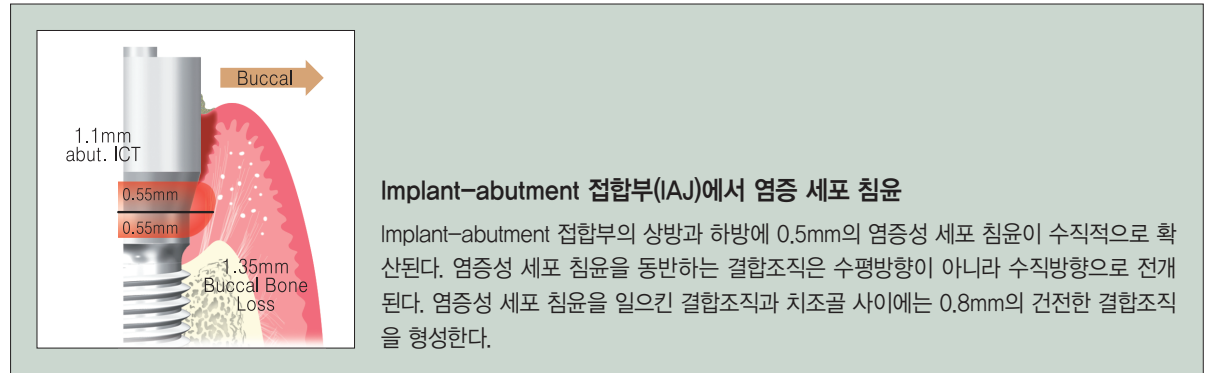 Buccal
1.1mm
abut. ICT
0.55mm
0.55mm
1.35mm
Buccal Bone
Loss
Implant-abutment 접합부(IAJ)에서 염증 세포 침윤
Implant-abutment 접합부의 상방과 하방에 0.5mm의 염증성 세포 침윤이 수직적으로 확
산된다. 염증성 세포 침윤을 동반하는 결합조직은 수평방향이 아니라 수직방향으로 전개
된다. 염증성 세포 침윤을 일으킨 결합조직과 치조골 사이에는 0.8mm의 건전한 결합조직
을 형성한다.